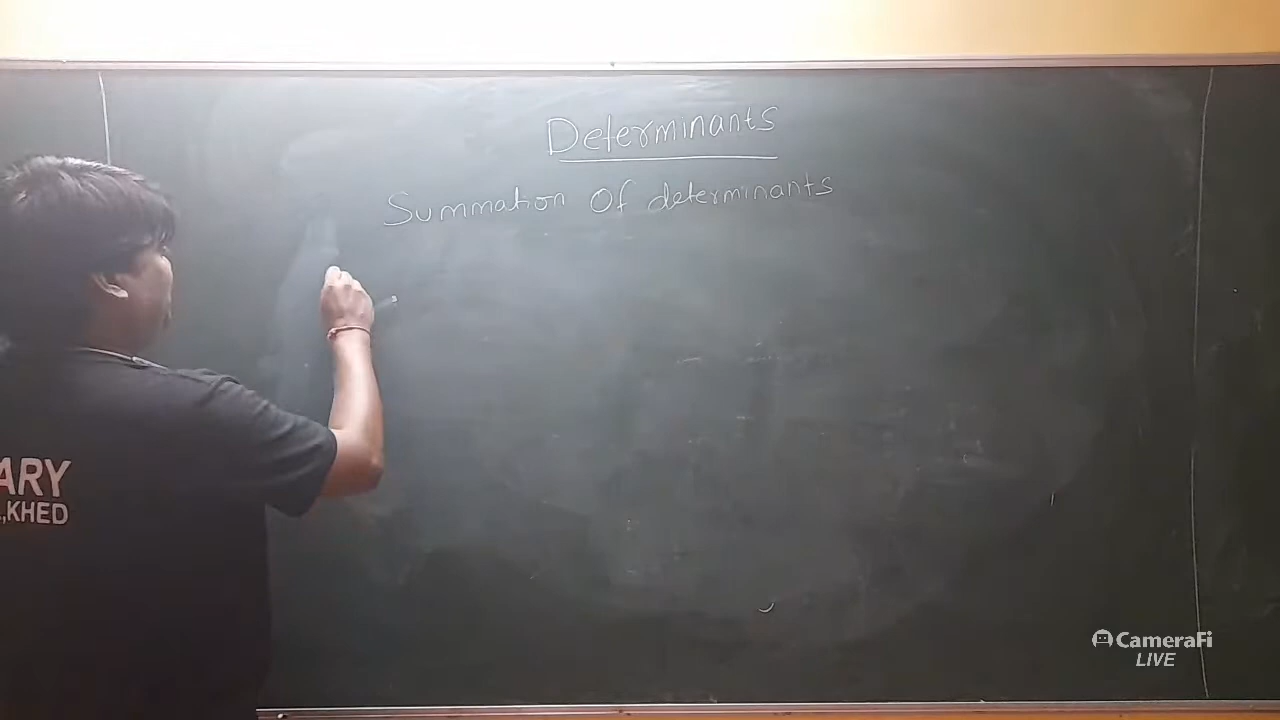 Determinants
Summation Of determinants
ARY
,KHED
CameraFi
LIVE